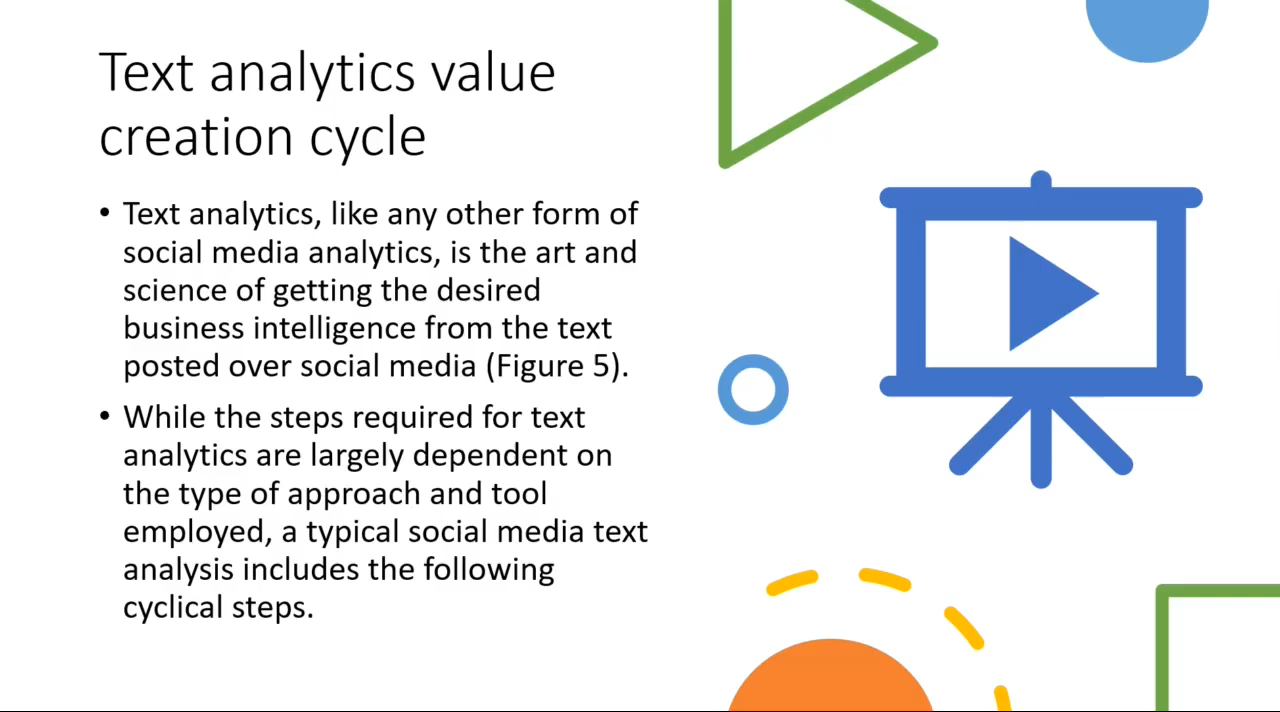 Text analytics value
creation cycle
• Text analytics, like any other form of
social media analytics, is the art and
science of getting the desired
business intelligence from the text
posted over social media (Figure 5).
• While the steps required for text
analytics are largely dependent on
the type of approach and tool
employed, a typical social media text
analysis includes the following
cyclical steps.